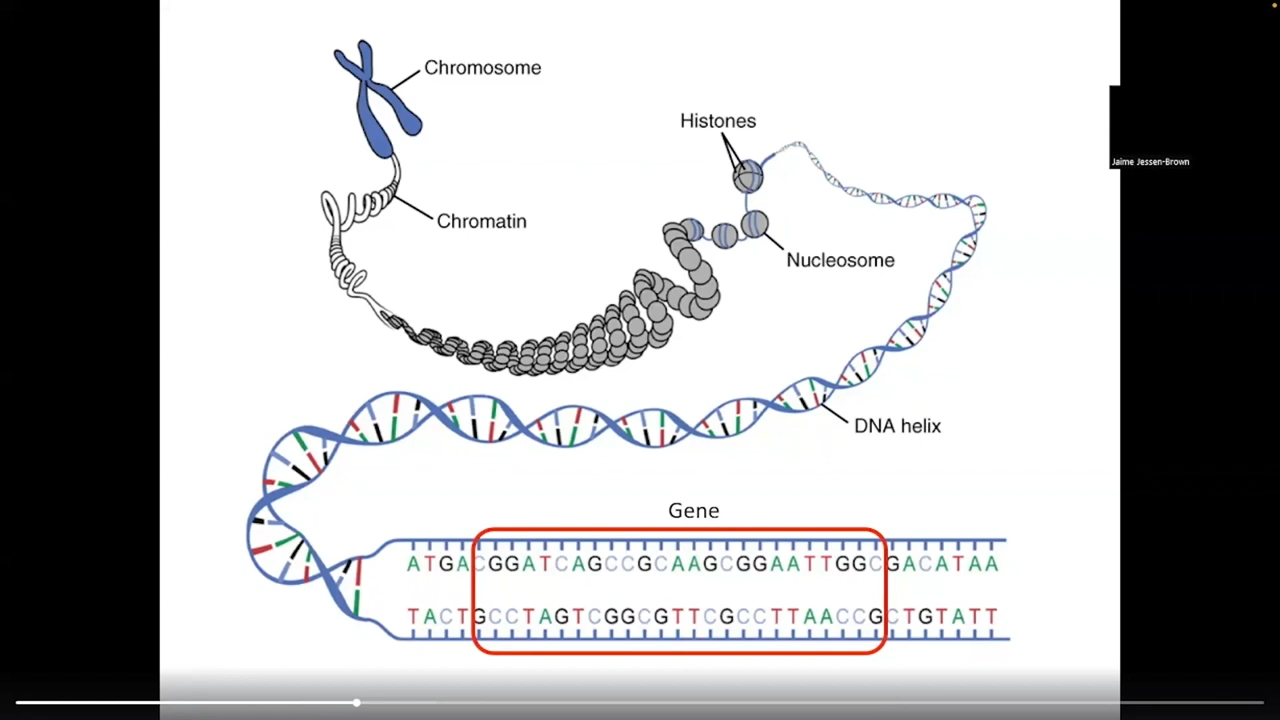 Chromosome
Histones
Jaime Jessen-Brown
Chromatin
Nucleosome
DNA helix
Gene
ATGACGGATCAGCCGCAAGCGGAATTGGCGACATAA
TACTGCCTAGTCGGCGTTCGCCTTAACCGCTGTATT